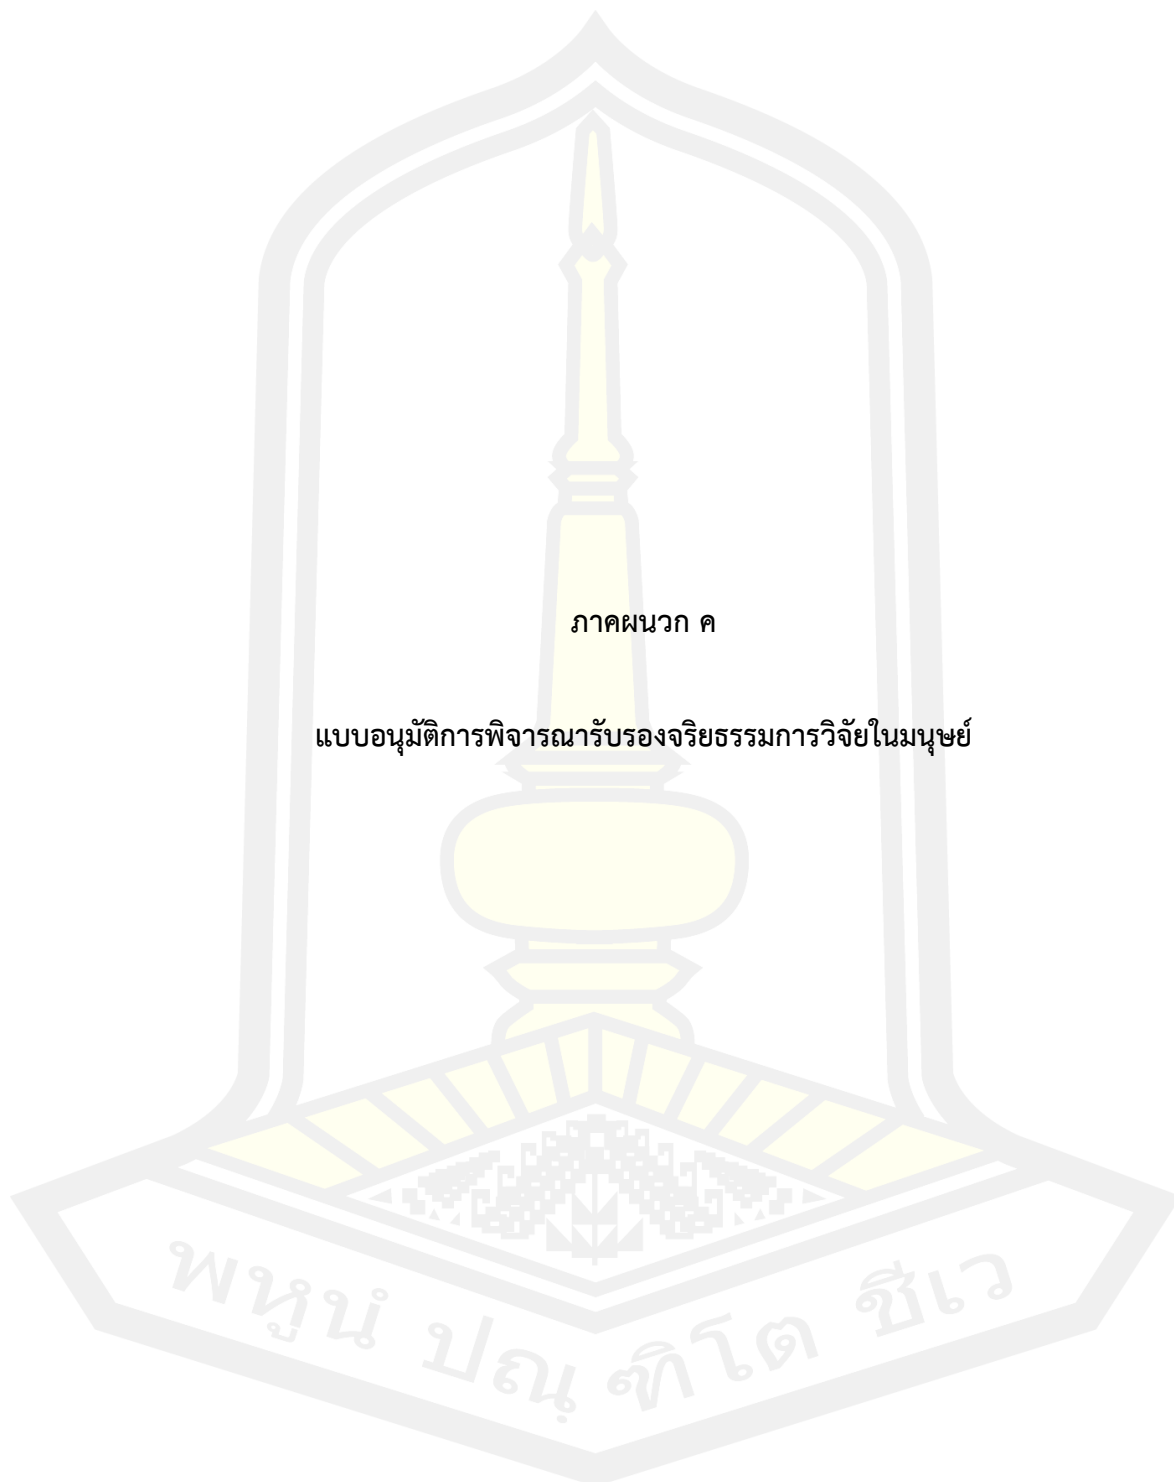 ภาคผนวก ค
แบบอนุมัติการพิจารณารับรองจริยธรรมการวิจัยในมนุษย์
พหูนํ ปณฺฑิโต ชีเว